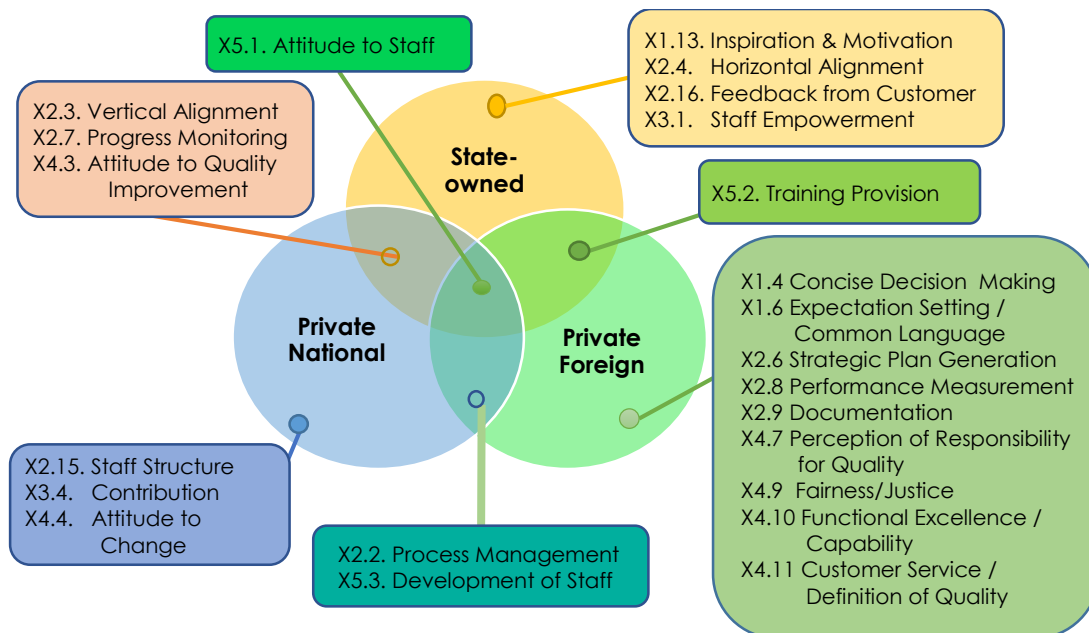 X5.1. Attitude to Staff
X1.13. Inspiration & Motivation
X2.4. Horizontal Alignment
X2.16. Feedback from Customer
X3.1. Staff Empowerment
X2.3. Vertical Alignment
X2.7. Progress Monitoring
X4.3. Attitude to Quality
Improvement
State-
owned
X5.2. Training Provision
Private
National
Private
Foreign
X1.4 Concise Decision Making
X1.6 Expectation Setting /
Common Language
X2.6 Strategic Plan Generation
X2.8 Performance Measurement
X2.9 Documentation
X4.7 Perception of Responsibility
for Quality
X4.9 Fairness/Justice
X4.10 Functional Excellence /
Capability
X4.11 Customer Service /
Definition of Quality
X2.15. Staff Structure
X3.4. Contribution
X4.4. Attitude to
Change
X2.2. Process Management
X5.3. Development of Staff